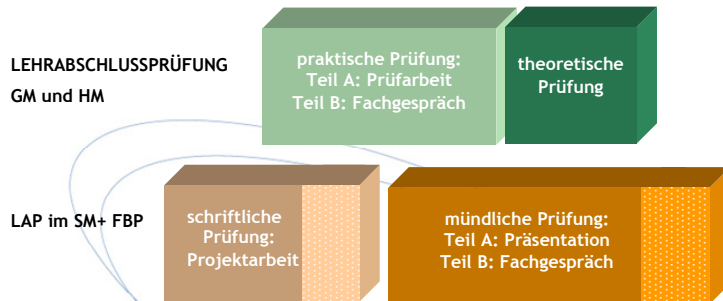 LEHRABSCHLUSSPRÜFUNG
GM und HM
praktische Prüfung:
Teil A: Prüfarbeit
Teil B: Fachgespräch
theoretische
Prüfung
LAP im SM+ FBP
schriftliche
Prüfung:
Projektarbeit
mündliche Prüfung:
Teil A: Präsentation
Teil B: Fachgespräch